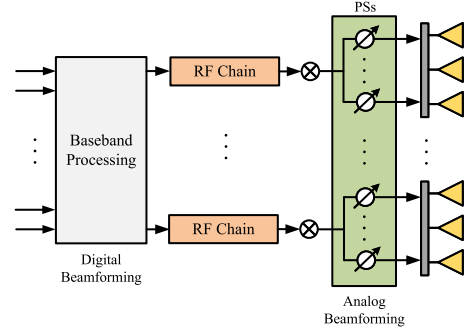 PSs
RF Chain
Baseband
Processing
RF Chain
Digital
Beamforming
Analog
Beamforming